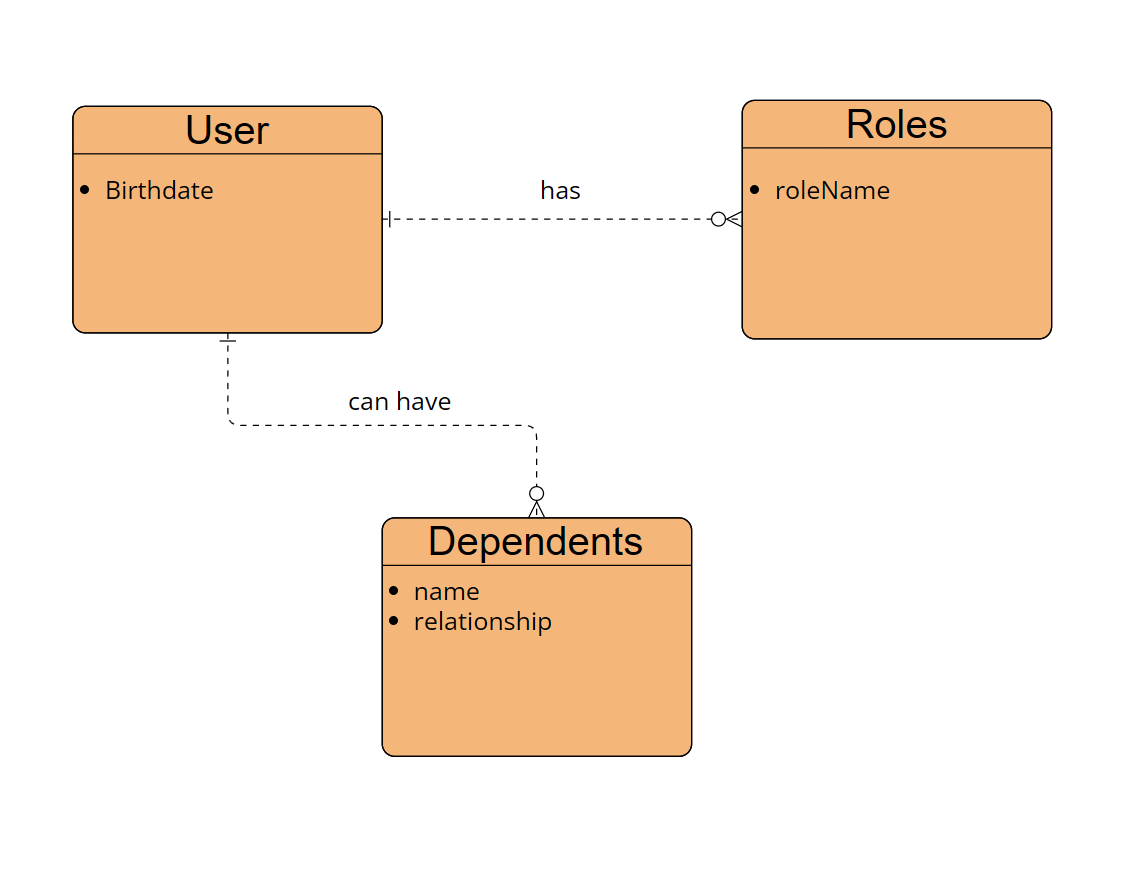 User
• Birthdate
has
Roles
• roleName
can have
Dependents
• name
• relationship